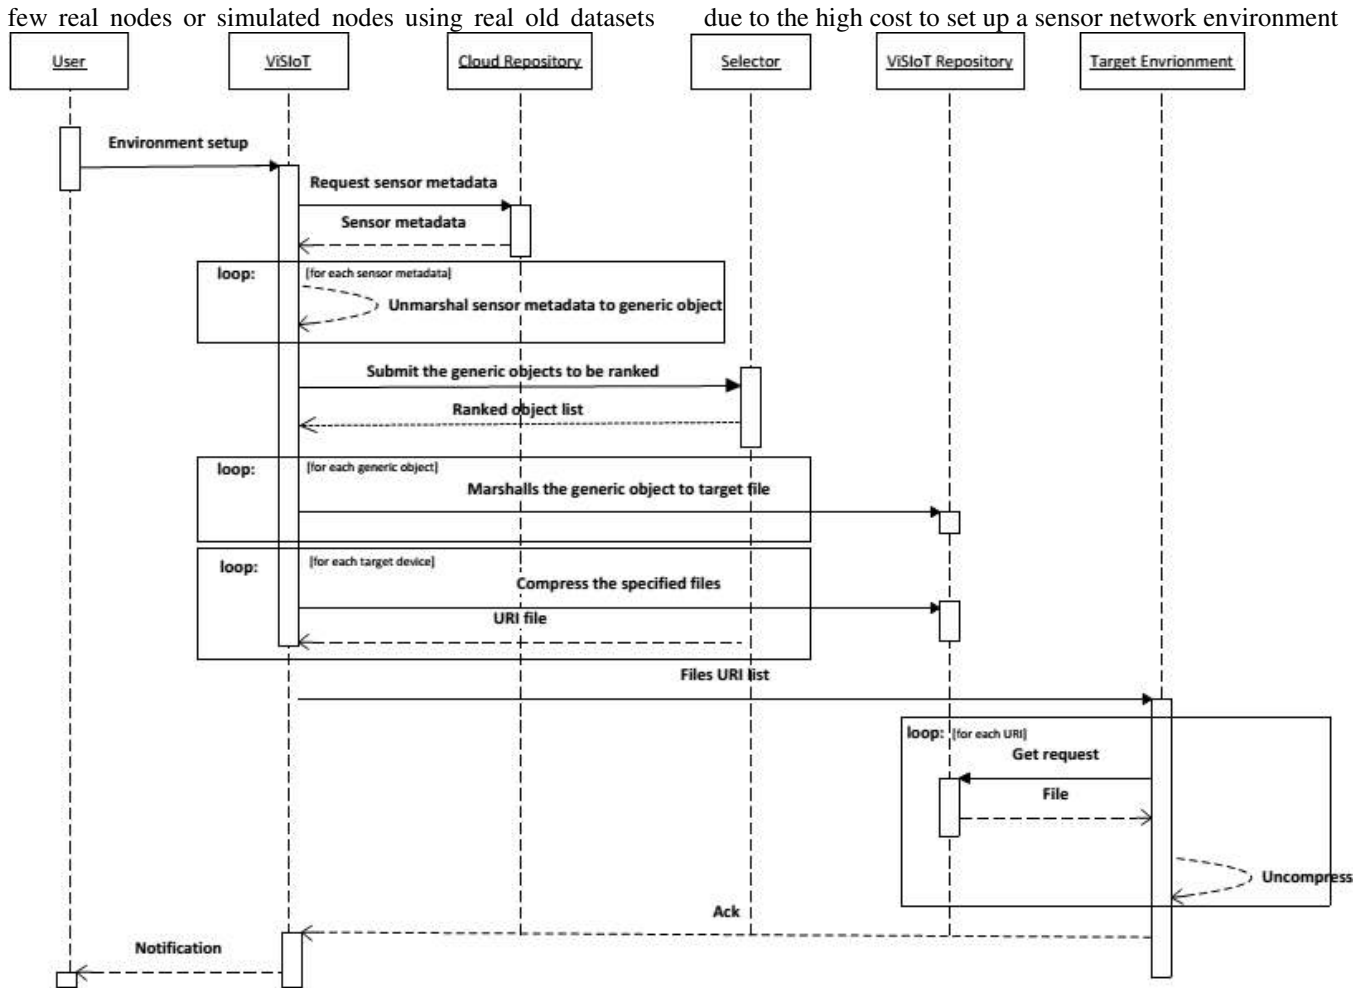 few real nodes or simulated nodes using real old datasets
due to the high cost to set up a sensor network environment
User
ViSIoT
Cloud Repository
Selector
ViSIoT Repository
Target Envrionment
Environment setup
Request sensor metadata
Sensor metadata
loop:
[for each sensor metadata]
Unmarshal sensor metadata to generic object
Submit the generic objects to be ranked
Ranked object list
loop:
[for each generic object]
Marshalls the generic object to target file
loop:
[for each target device]
Compress the specified files
URI file
Files URI list
loop:
[for each URI]
Get request
File
Uncompress
Ack
Notification